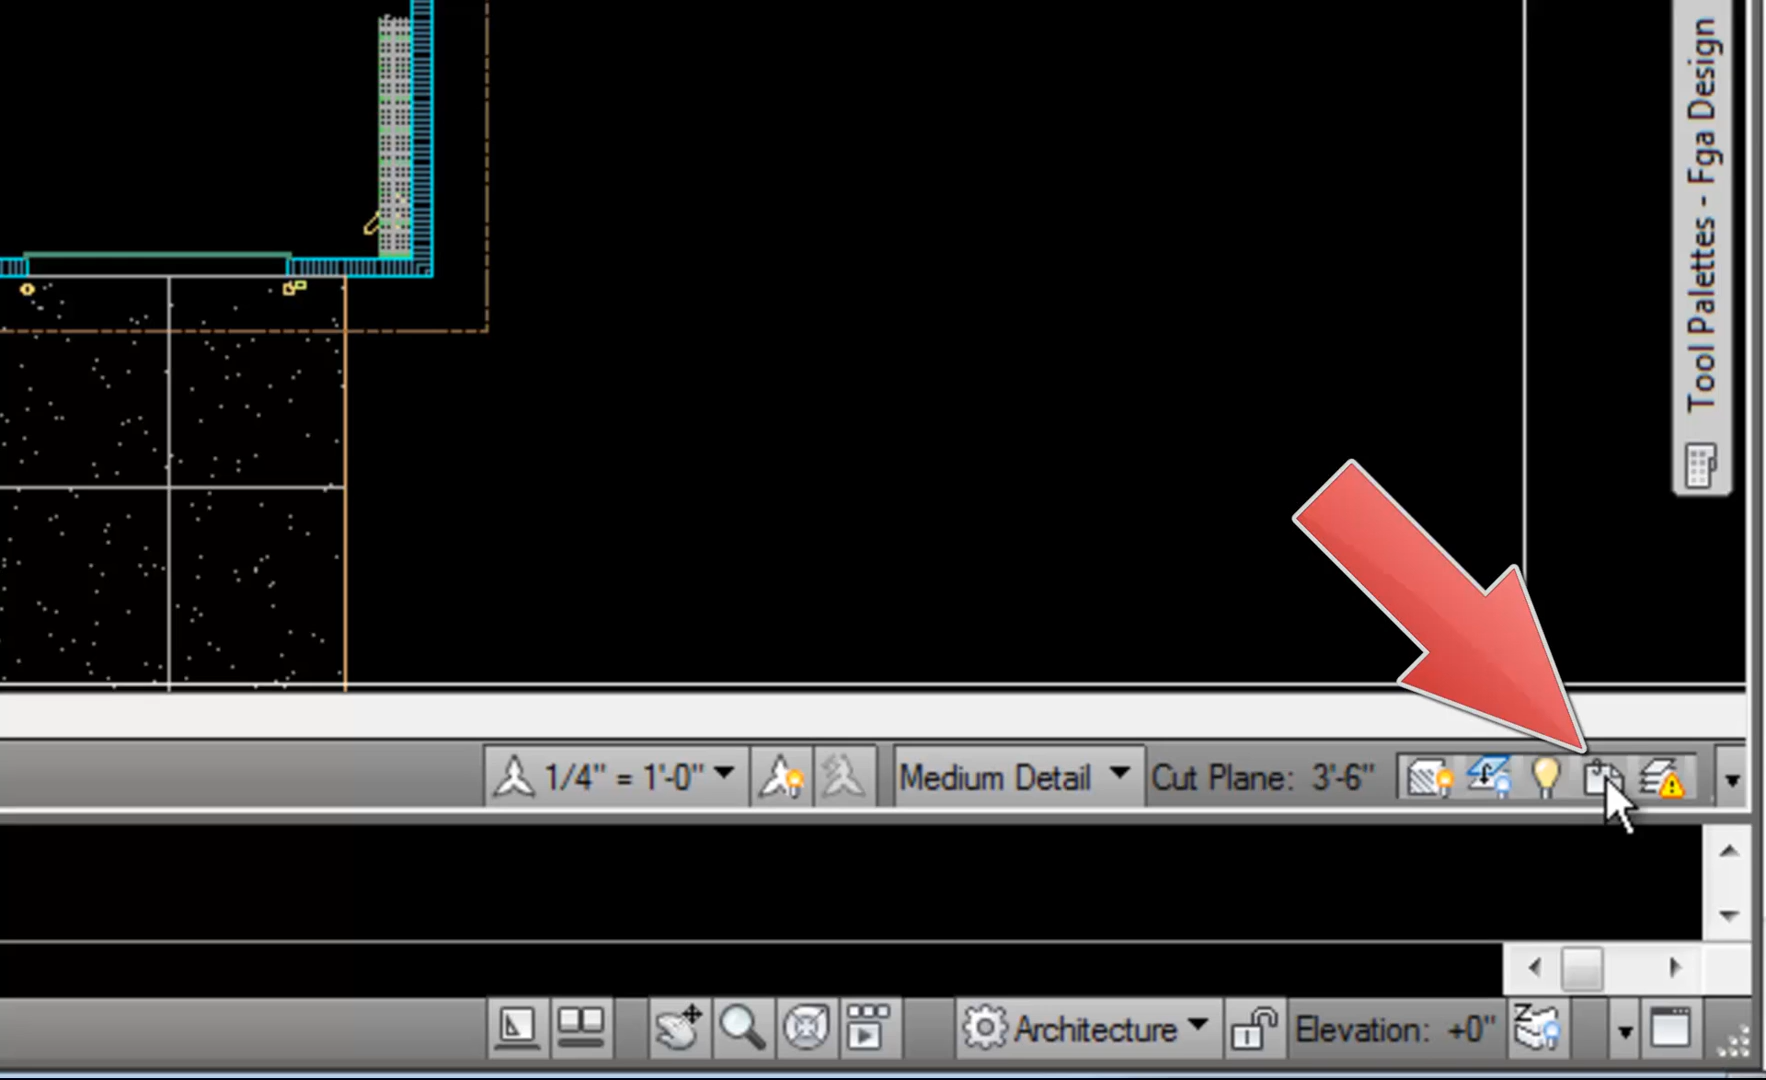 Tool Palettes - Fga Design
1/4" = 1'-0"
Medium Detail
Cut Plane: 3'-6"
Architecture
Elevation: +0"
Z